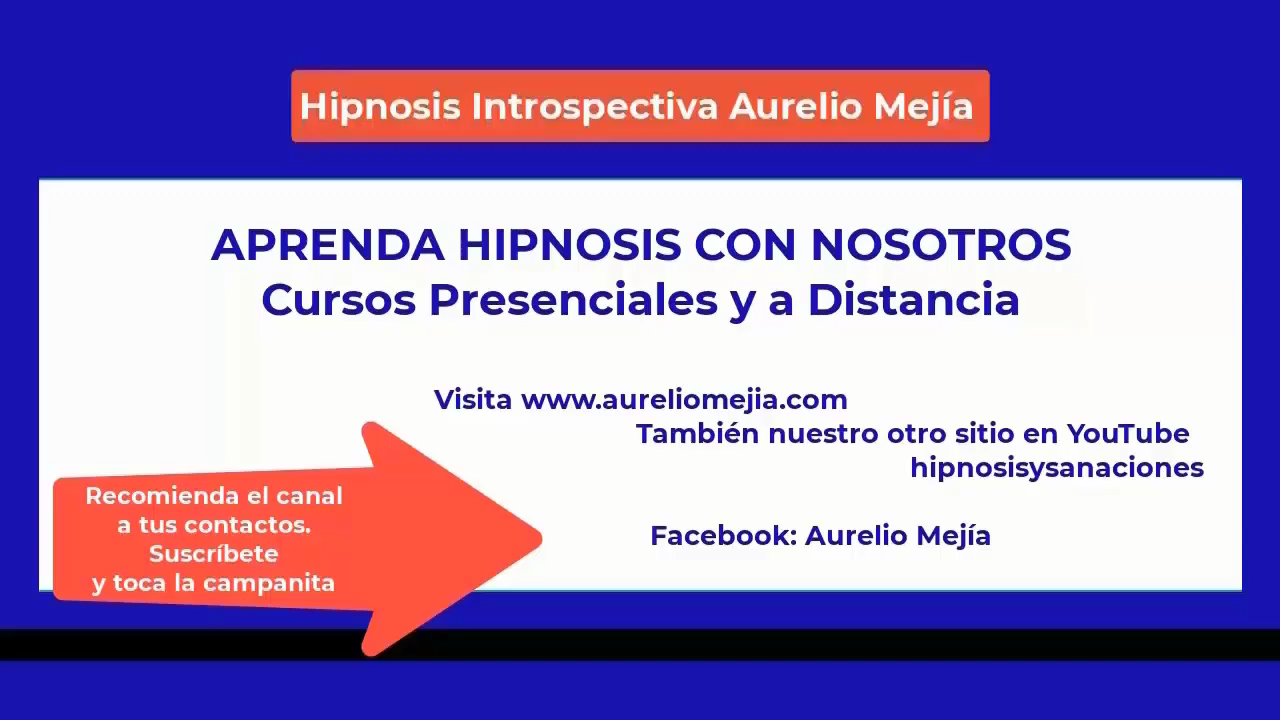 Hipnosis Introspectiva Aurelio Mejía
APRENDA HIPNOSIS CON NOSOTROS
Cursos Presenciales y a Distancia
Visita www.aureliomejia.com
También nuestro otro sitio en YouTube
hipnosisysanaciones
Facebook: Aurelio Mejía
Recomienda el canal
a tus contactos.
Suscríbete
y toca la campanita